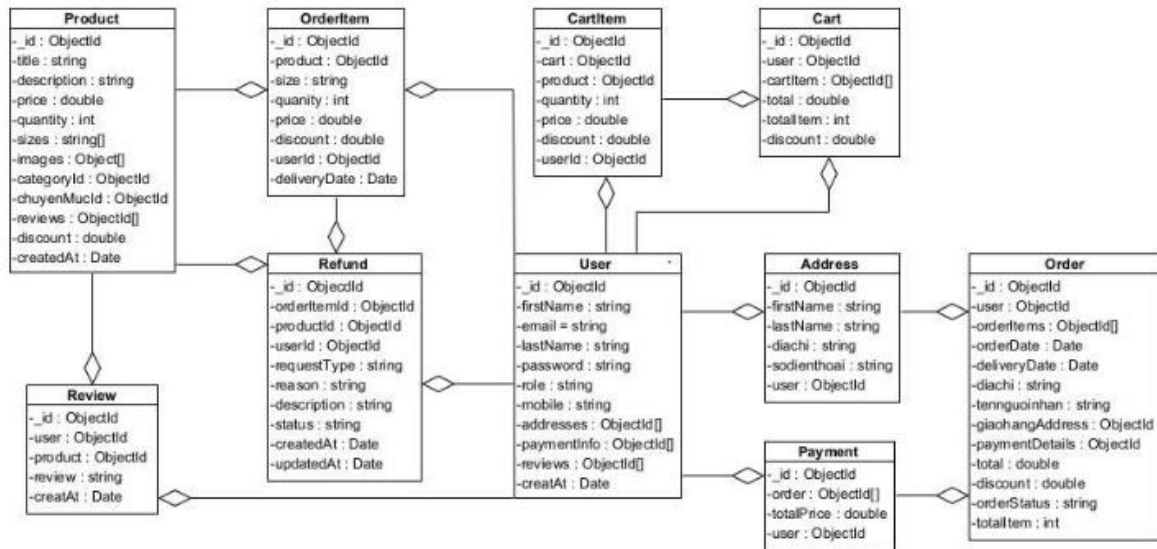 Product
-_id : ObjectId
-title : string
-description : string
-price : double
-quantity : int
-sizes : string[]
-images : Object[]
-categoryId : ObjectId
-chuyenMucId : ObjectId
-reviews : ObjectId[]
-discount : double
-createdAt : Date
OrderItem
-_id : ObjectId
-product : ObjectId
-size : string
-quanity : int
-price : double
-discount : double
-userId : ObjectId
-deliveryDate : Date
CartItem
-_id : ObjectId
-cart : ObjectId
-product : ObjectId
-quantity : int
-price : double
-discount : double
-userId : ObjectId
Cart
-_id : ObjectId
-user : ObjectId
-cartItem : ObjectId[]
-total : double
-totalItem : int
-discount : double
Refund
-_id : ObjecdId
-orderItemId : ObjectId
-productId : ObjectId
-userId : ObjectId
-requestType : string
-reason : string
-description : string
-status : string
-createdAt : Date
-updatedAt : Date
User
-_id : ObjectId
-firstName : string
-email = string
-lastName : string
-password : string
-role : string
-mobile : string
-addresses : ObjectId[]
-paymentInfo : ObjectId[]
-reviews : ObjectId[]
-creatAt : Date
Address
-_id : ObjectId
-firstName : string
-lastName : string
-diachi : string
-sodienthoai : string
-user : ObjectId
Order
-_id : ObjectId
-user : ObjectId
-orderItems : ObjectId[]
-orderDate : Date
-deliveryDate : Date
-diachi : string
-tennguoinhan : string
-giaohangAddress : ObjectId
-paymentDetails : ObjectId
-total : double
-discount : double
-orderStatus : string
-totalItem : int
Review
-_id : ObjectId
-user : ObjectId
-product : ObjectId
-review : string
-creatAt : Date
Payment
-_id : ObjectId
-order : ObjectId[]
-totalPrice : double
-user : ObjectId